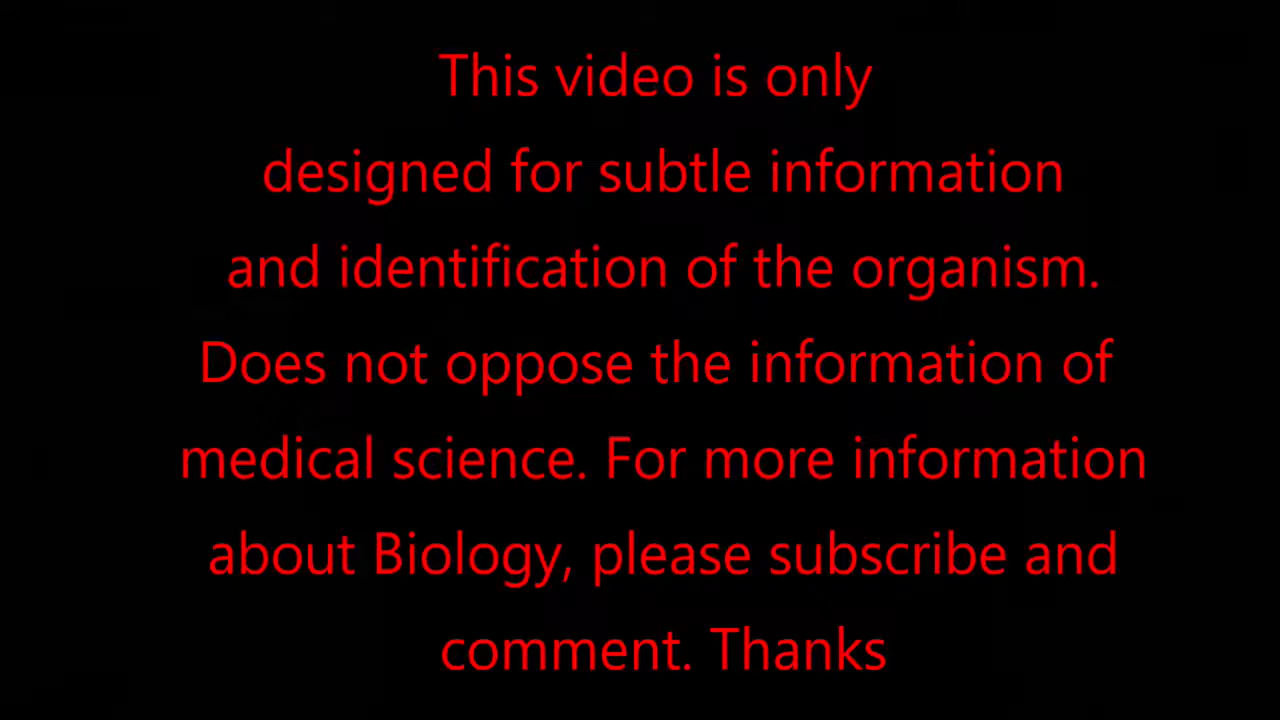 This video is only
designed for subtle information
and identification of the organism.
Does not oppose the information of
medical science. For more information
about Biology, please subscribe and
comment. Thanks